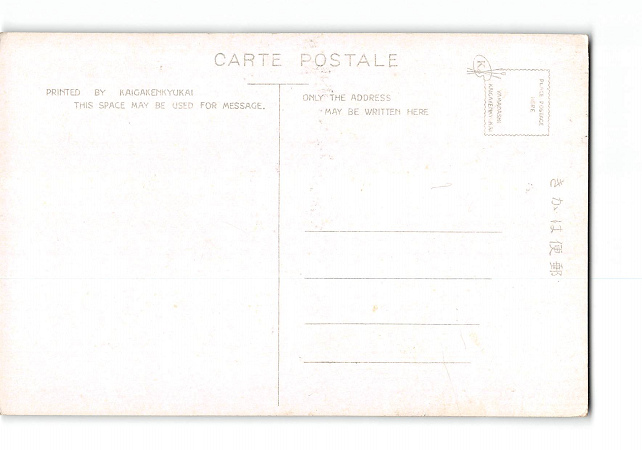 CARTE POSTALE
PRINTED BY KAIGAKENKYUKAI
THIS SPACE MAY BE USED FOR MESSAGE.
ONLY THE ADDRESS
MAY BE WRITTEN HERE
PLACE POSTAGE
HERE
きかは便郵